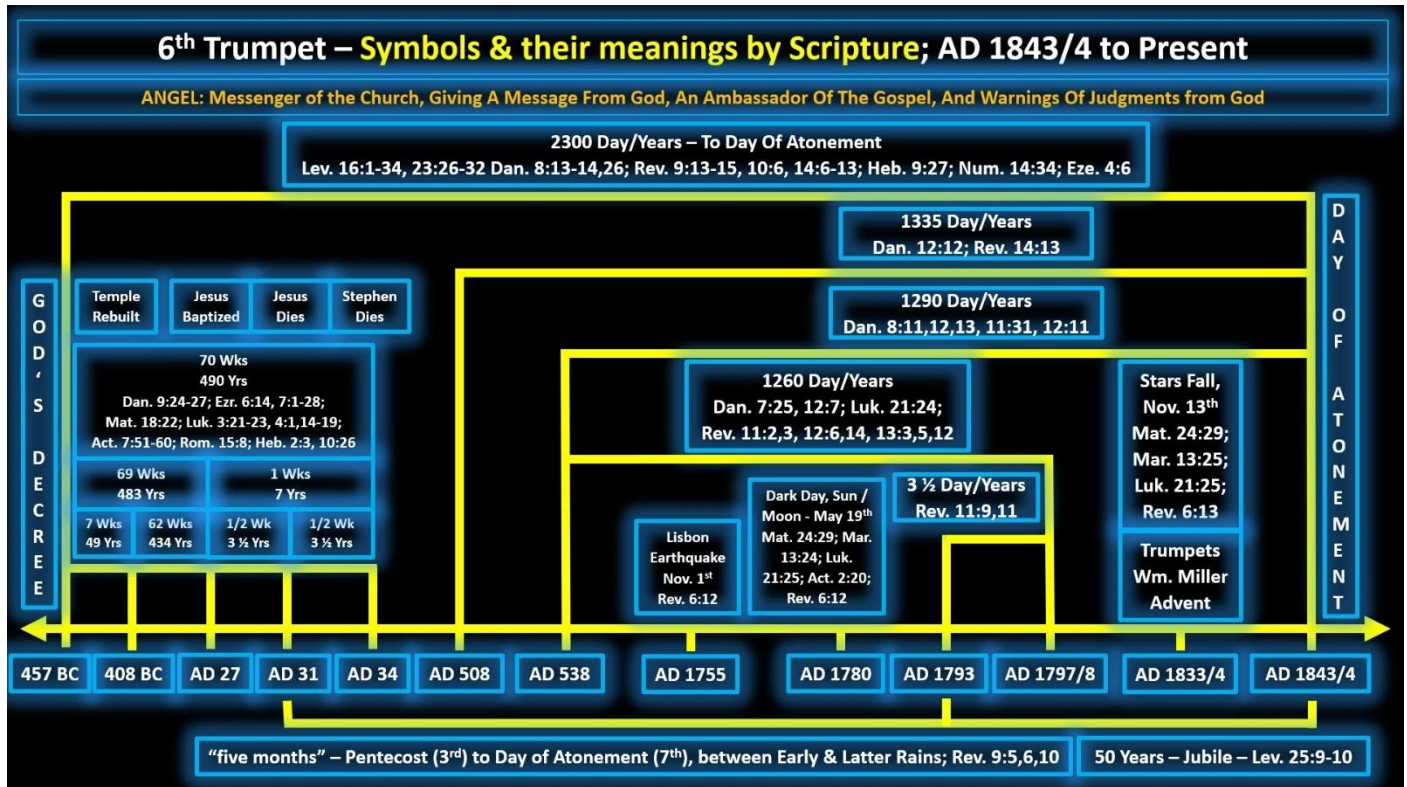 6th Trumpet – Symbols & their meanings by Scripture; AD 1843/4 to Present
ANGEL: Messenger of the Church, Giving A Message From God, An Ambassador Of The Gospel, And Warnings Of Judgments from God
2300 Day/Years – To Day Of Atonement
Lev. 16:1-34, 23:26-32 Dan. 8:13-14,26; Rev. 9:13-15, 10:6, 14:6-13; Heb. 9:27; Num. 14:34; Eze. 4:6
1335 Day/Years
Dan. 12:12; Rev. 14:13
1290 Day/Years
Dan. 8:11,12,13, 11:31, 12:11
GOD‘S DECREE
Temple
Rebuilt
Jesus
Baptized
Jesus
Dies
Stephen
Dies
70 Wks
490 Yrs
Dan. 9:24-27; Ezr. 6:14, 7:1-28;
Mat. 18:22; Luk. 3:21-23, 4:1,14-19;
Act. 7:51-60; Rom. 15:8; Heb. 2:3, 10:26
69 Wks
483 Yrs
1 Wks
7 Yrs
7 Wks
49 Yrs
62 Wks
434 Yrs
1/2 Wk
3 ½ Yrs
1/2 Wk
3 ½ Yrs
1260 Day/Years
Dan. 7:25, 12:7; Luk. 21:24;
Rev. 11:2,3, 12:6,14, 13:3,5,12
Lisbon
Earthquake
Nov. 1st
Rev. 6:12
Dark Day, Sun /
Moon - May 19th
Mat. 24:29; Mar.
13:24; Luk.
21:25; Act. 2:20;
Rev. 6:12
3 ½ Day/Years
Rev. 11:9,11
Stars Fall,
Nov. 13th
Mat. 24:29;
Mar. 13:25;
Luk. 21:25;
Rev. 6:13
Trumpets
Wm. Miller
Advent
DAY OF ATONEMENT
457 BC
408 BC
AD 27
AD 31
AD 34
AD 508
AD 538
AD 1755
AD 1780
AD 1793
AD 1797/8
AD 1833/4
AD 1843/4
“five months” – Pentecost (3rd) to Day of Atonement (7th), between Early & Latter Rains; Rev. 9:5,6,10
50 Years – Jubile – Lev. 25:9-10